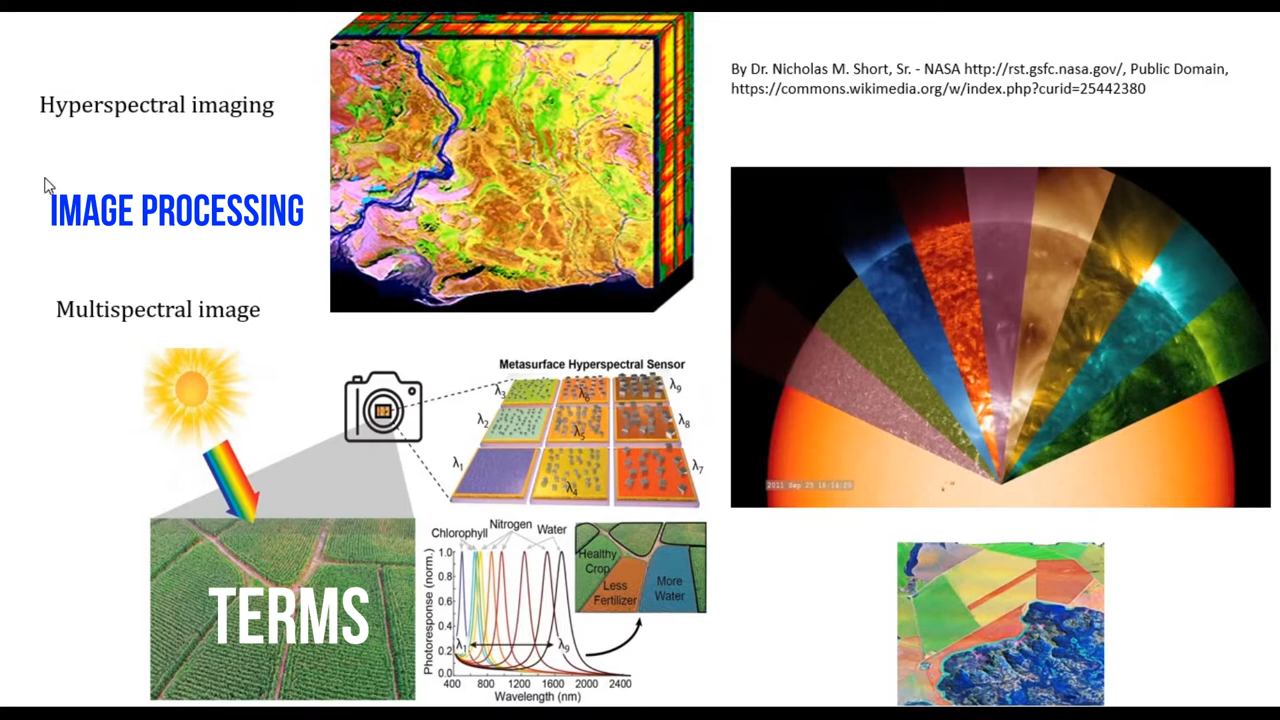 Hyperspectral imaging
IMAGE PROCESSING
Multispectral image
By Dr. Nicholas M. Short, Sr. - NASA http://rst.gsfc.nasa.gov/, Public Domain,
https://commons.wikimedia.org/w/index.php?curid=25442380
Metasurface Hyperspectral Sensor
λ3
λ6
λ9
λ2
λ5
λ8
λ1
λ4
λ7
TERMS
Chlorophyll
Nitrogen
Water
Photoresponse (norm.)
1.0
0.8
0.6
0.4
0.2
0.0
λ1
λ9
400 800 1200 1600 2000 2400
Wavelength (nm)
Healthy
Crop
Less
Fertilizer
More
Water